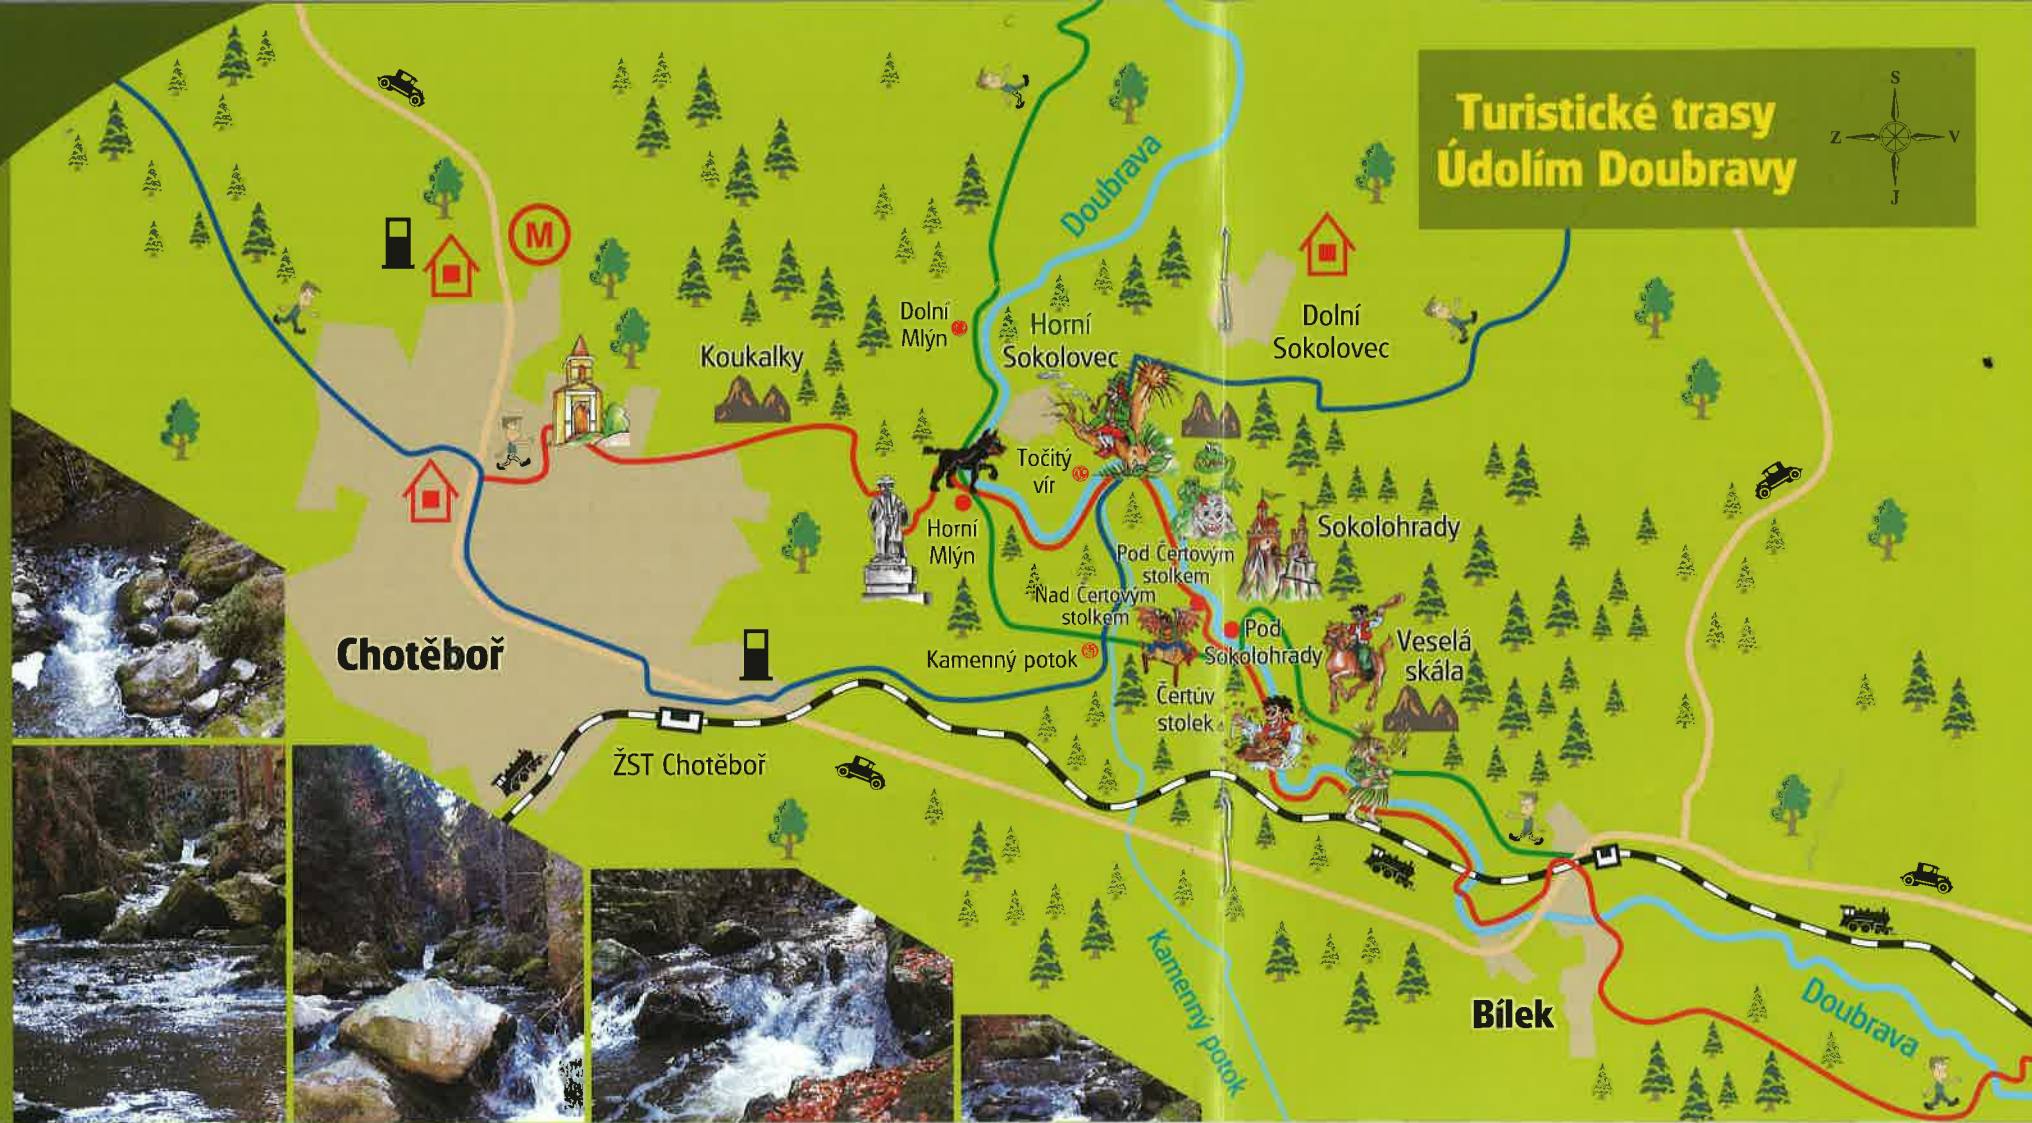 Turistické trasy
Údolím Doubravy
S
Z
V
J
M
Doubrava
Dolní
Mlýn
Horní
Sokolovec
Koukalky
Dolní
Sokolovec
Točitý
vír
Horní
Mlýn
Sokolohrady
Pod Čertovým
stolkem
Nad Čertovým
stolkem
Pod
Sokolohrady
Veselá
skála
Kamenný potok
Čertův
stolek
Chotěboř
ŽST Chotěboř
Kamenný potok
Bílek
Doubrava